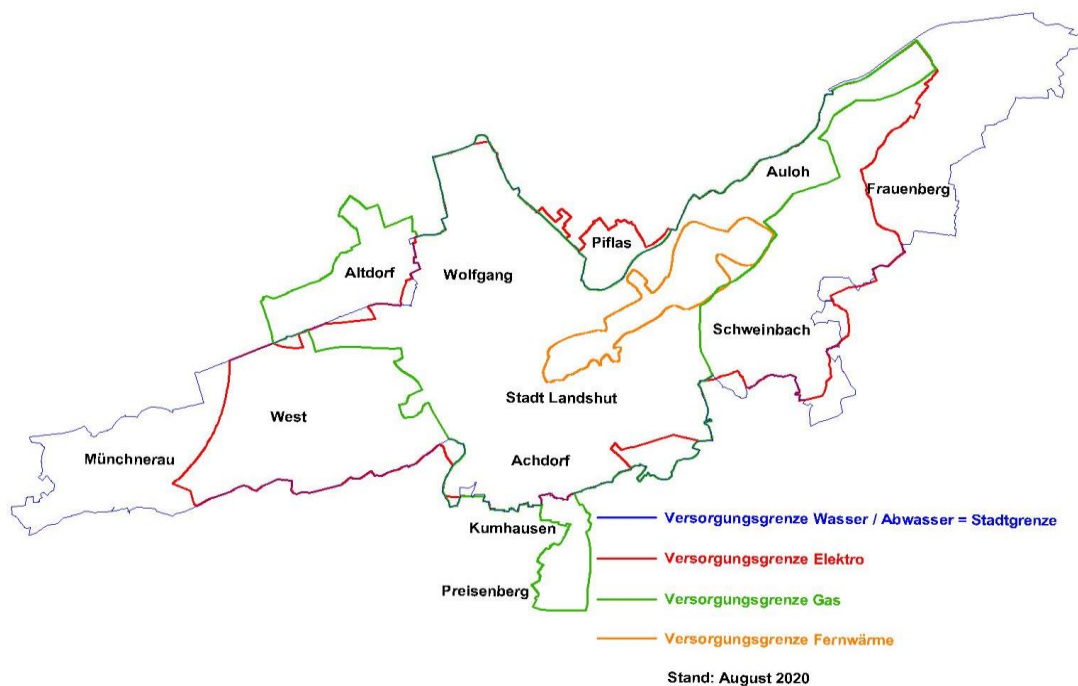 Auloh
Frauenberg
Piflas
Altdorf
Wolfgang
Schweinbach
Stadt Landshut
West
Münchnerau
Achdorf
Kumhausen
Versorgungsgrenze Wasser / Abwasser = Stadtgrenze
Versorgungsgrenze Elektro
Preisenberg
Versorgungsgrenze Gas
Versorgungsgrenze Fernwärme
Stand: August 2020